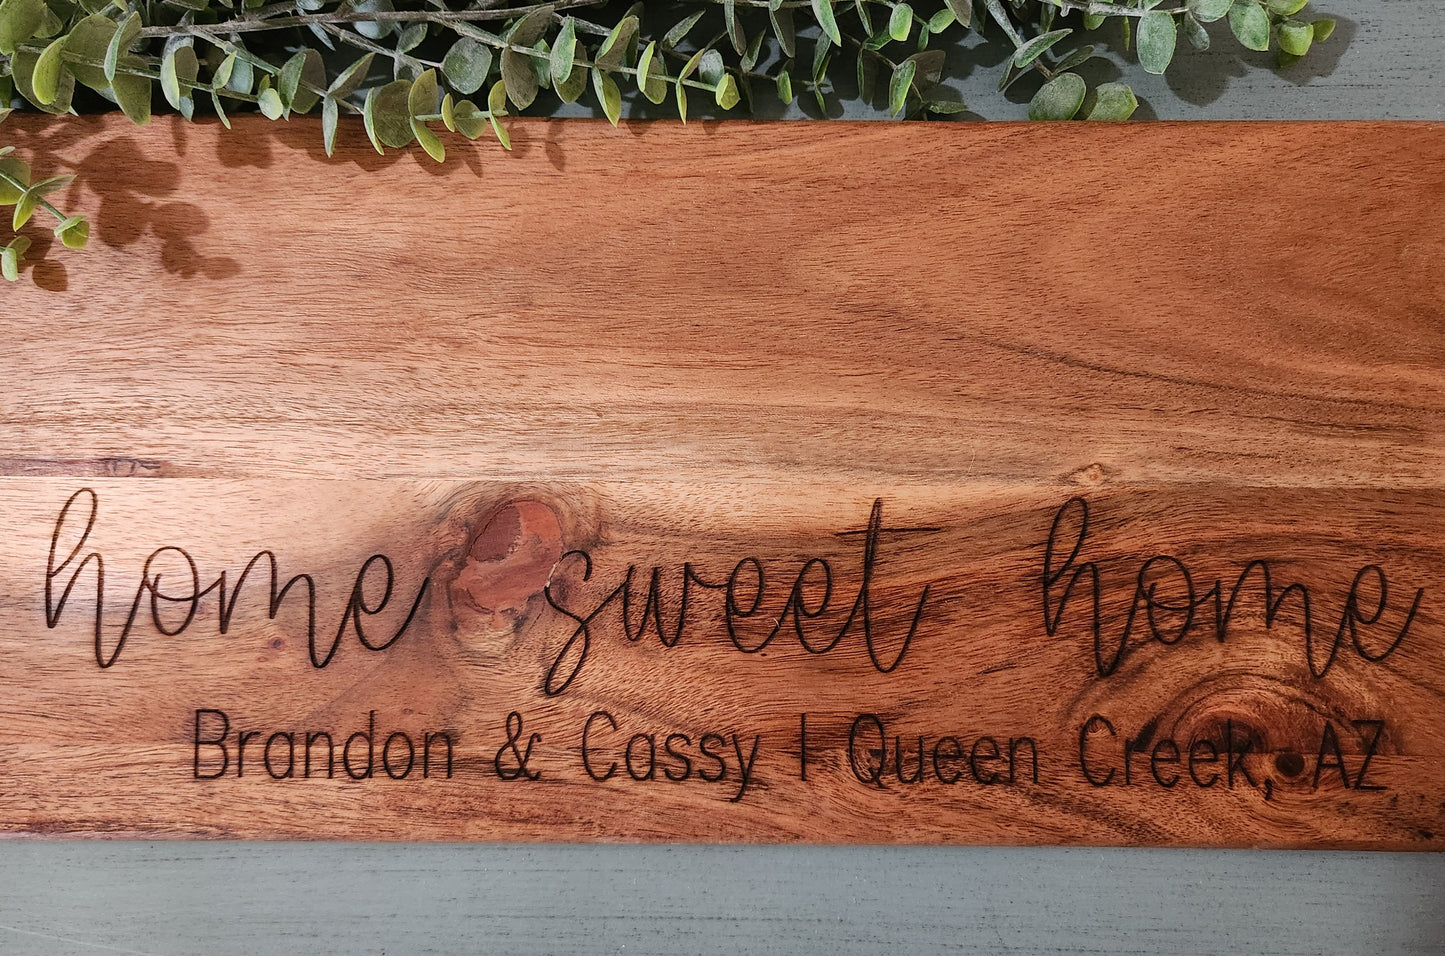 home sweet home
Brandon & Cassy | Queen Creek, AZ